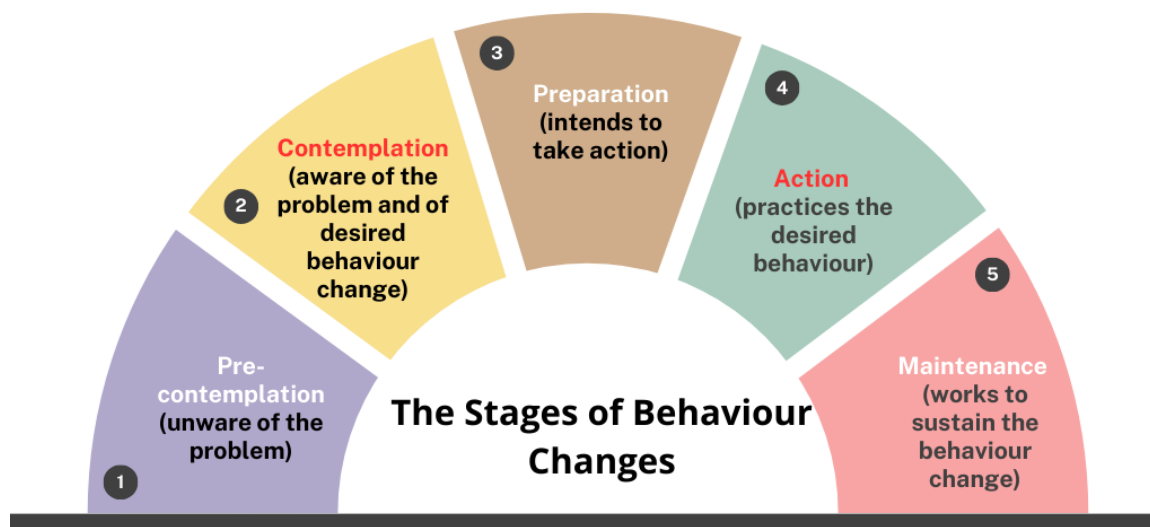 1
Pre-
contemplation
(unware of the
problem)
2
Contemplation
(aware of the
problem and of
desired
behaviour
change)
3
Preparation
(intends to
take action)
4
Action
(practices the
desired
behaviour)
5
Maintenance
(works to
sustain the
behaviour
change)
The Stages of Behaviour
Changes